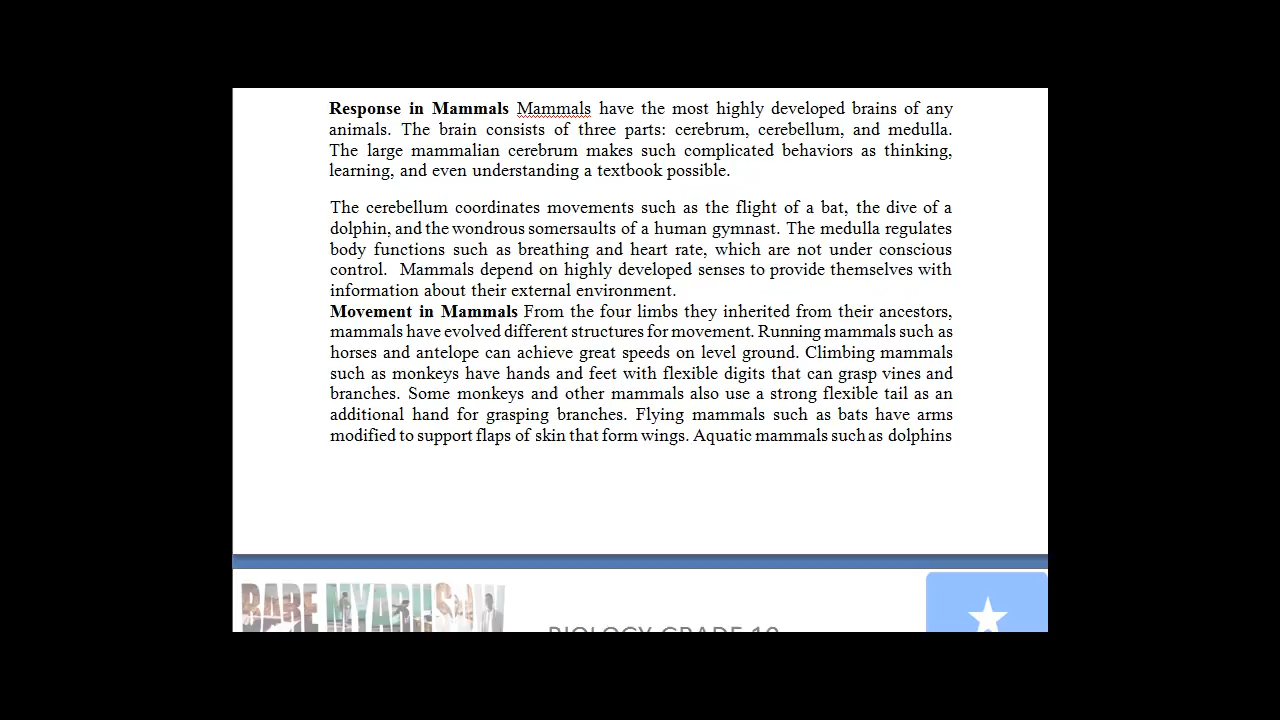 Response in Mammals Mammals have the most highly developed brains of any
animals. The brain consists of three parts: cerebrum, cerebellum, and medulla.
The large mammalian cerebrum makes such complicated behaviors as thinking,
learning, and even understanding a textbook possible.
The cerebellum coordinates movements such as the flight of a bat, the dive of a
dolphin, and the wondrous somersaults of a human gymnast. The medulla regulates
body functions such as breathing and heart rate, which are not under conscious
control.  Mammals depend on highly developed senses to provide themselves with
information about their external environment.
Movement in Mammals From the four limbs they inherited from their ancestors,
mammals have evolved different structures for movement. Running mammals such as
horses and antelope can achieve great speeds on level ground. Climbing mammals
such as monkeys have hands and feet with flexible digits that can grasp vines and
branches. Some monkeys and other mammals also use a strong flexible tail as an
additional hand for grasping branches. Flying mammals such as bats have arms
modified to support flaps of skin that form wings. Aquatic mammals such as dolphins
BARE
BIOLOGY GRADE 10